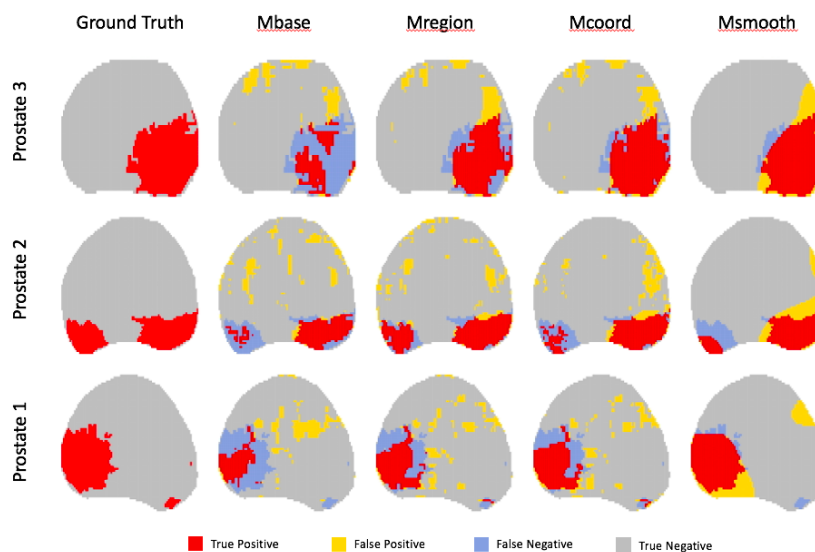 Ground Truth Mbase Mregion Mcoord Msmooth
Prostate 3
Prostate 2
Prostate 1
True Positive False Positive False Negative True Negative